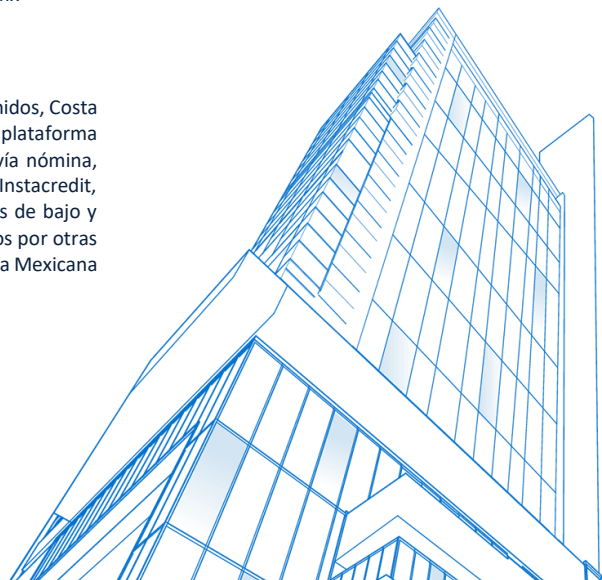 nidos, Costa
plataforma
vía nómina,
Instacredit,
s de bajo y
os por otras
a Mexicana